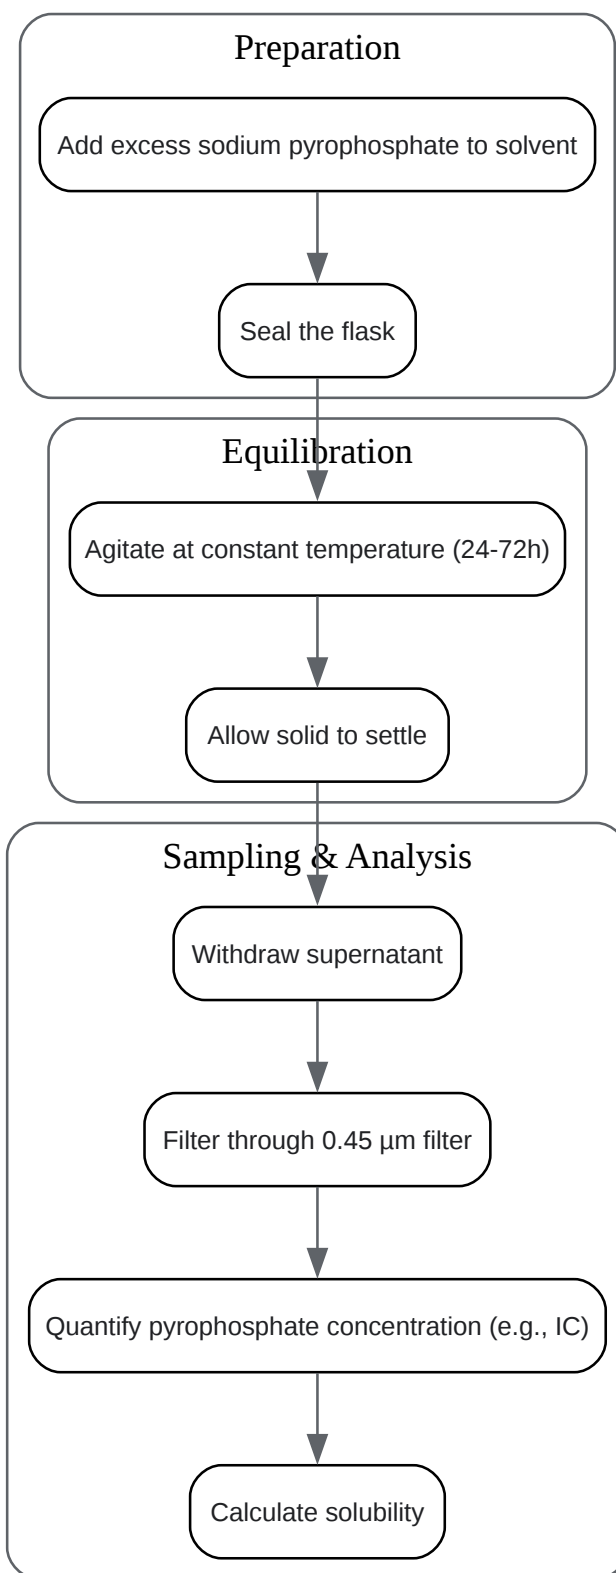 Preparation
Add excess sodium pyrophosphate to solvent
Seal the flask
Equilibration
Agitate at constant temperature (24-72h)
Allow solid to settle
Sampling & Analysis
Withdraw supernatant
Filter through 0.45 µm filter
Quantify pyrophosphate concentration (e.g., IC)
Calculate solubility